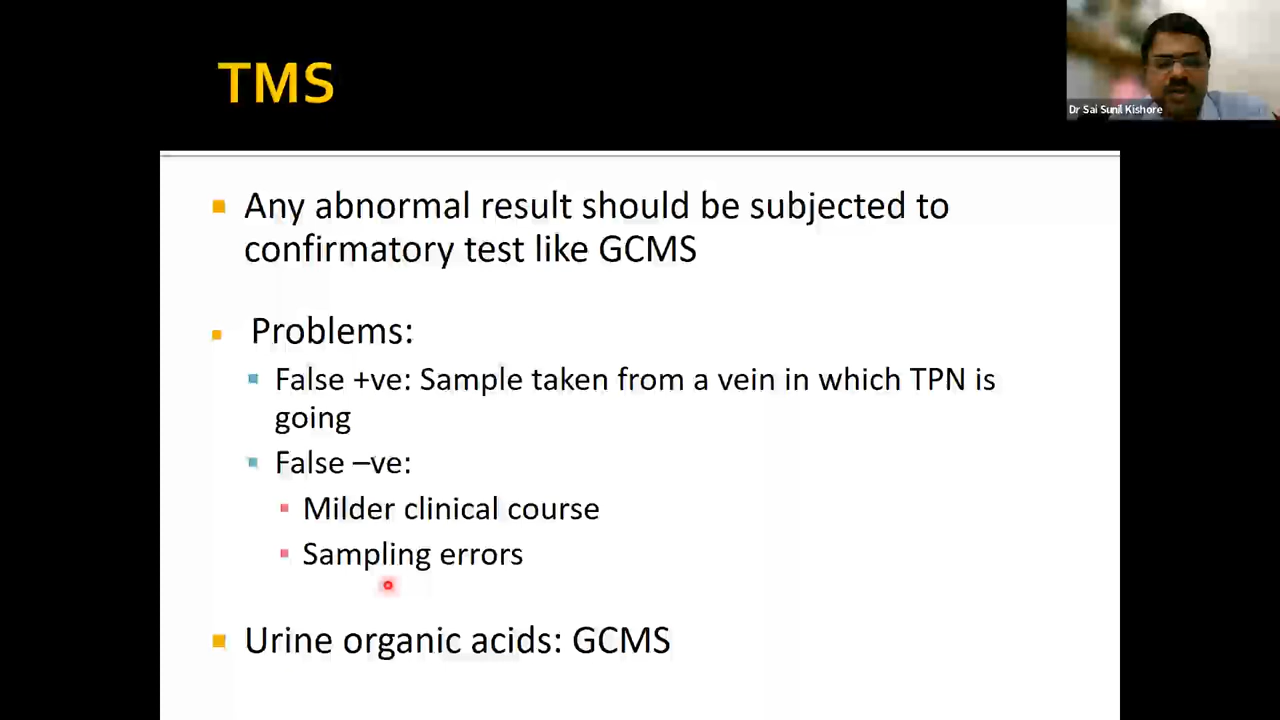 TMS
Dr Sai Sunil Kishore
Any abnormal result should be subjected to
confirmatory test like GCMS
Problems:
False +ve: Sample taken from a vein in which TPN is
going
False –ve:
Milder clinical course
Sampling errors
Urine organic acids: GCMS